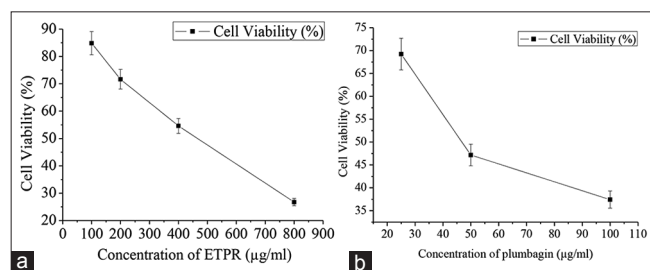 Cell Viability (%)
90
80
70
60
50
40
30
20
Cell Viability (%)
0 100 200 300 400 500 600 700 800 900
Concentration of ETPR (µg/ml)
a
Cell Viability (%)
75
70
65
60
55
50
45
40
35
Cell Viability (%)
20 30 40 50 60 70 80 90 100 110
Concentration of plumbagin (µg/ml)
b